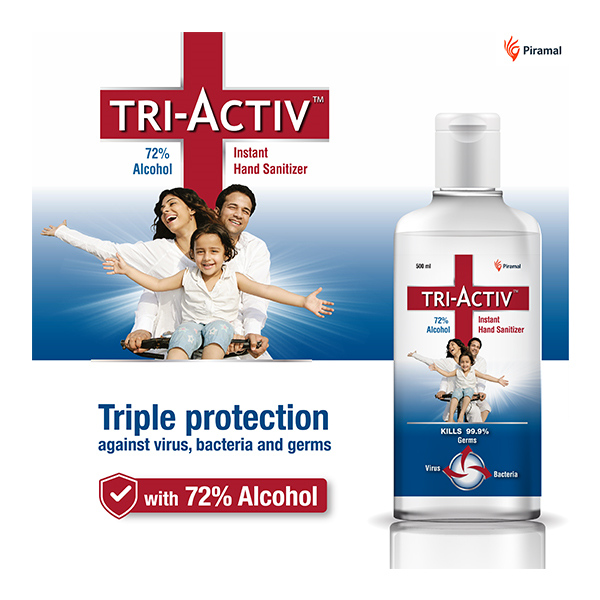 Piramal
TRI-ACTIV™
72%
Alcohol
Instant
Hand Sanitizer
500 ml
Piramal
TRI-ACTIV™
72%
Alcohol
Instant
Hand Sanitizer
KILLS 99.9%
Germs
Virus
Bacteria
Triple protection
against virus, bacteria and germs
with 72% Alcohol